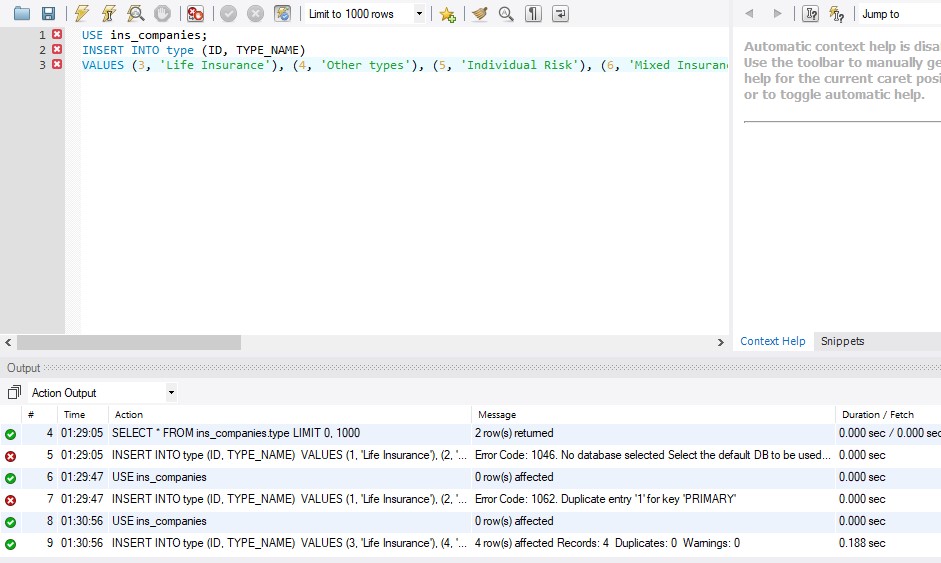 Limit to 1000 rows
Jump to
1 USE ins_companies;
2 INSERT INTO type (ID, TYPE_NAME)
3 VALUES (3, 'Life Insurance'), (4, 'Other types'), (5, 'Individual Risk'), (6, 'Mixed Insuran
Automatic context help is disa
Use the toolbar to manually ge
help for the current caret posi
or to toggle automatic help.
Context Help Snippets
Output
Action Output
# Time Action Message Duration / Fetch
4 01:29:05 SELECT * FROM ins_companies.type LIMIT 0, 1000 2 row(s) returned 0.000 sec / 0.000 sec
5 01:29:05 INSERT INTO type (ID, TYPE_NAME) VALUES (1, 'Life Insurance'), (2, '... Error Code: 1046. No database selected Select the default DB to be used... 0.000 sec
6 01:29:47 USE ins_companies 0 row(s) affected 0.000 sec
7 01:29:47 INSERT INTO type (ID, TYPE_NAME) VALUES (1, 'Life Insurance'), (2, '... Error Code: 1062. Duplicate entry '1' for key 'PRIMARY' 0.000 sec
8 01:30:56 USE ins_companies 0 row(s) affected 0.000 sec
9 01:30:56 INSERT INTO type (ID, TYPE_NAME) VALUES (3, 'Life Insurance'), (4, '... 4 row(s) affected Records: 4 Duplicates: 0 Warnings: 0 0.188 sec